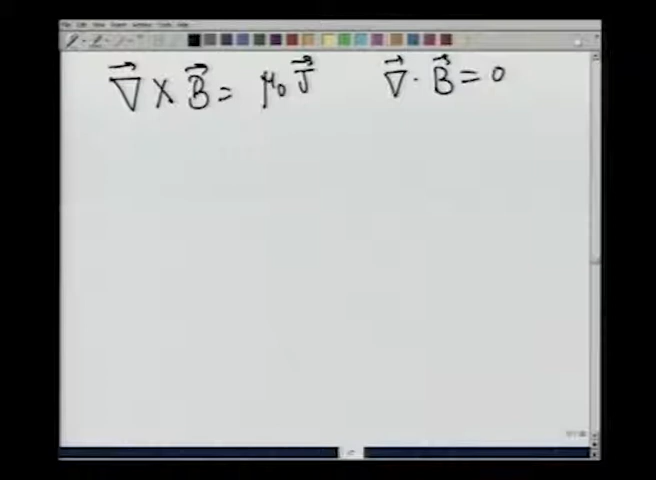 ∇⃗ × B⃗ = μ₀ J⃗    ∇⃗ · B⃗ = 0